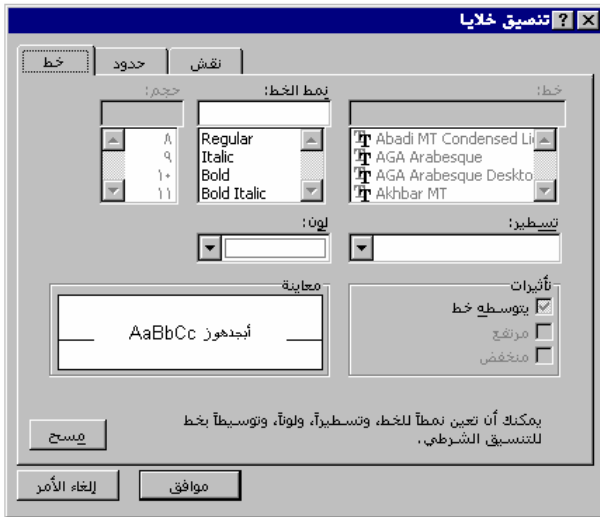 تنسيق خلايا
خط
حدود
نقش
خط:
نمط الخط:
حجم:
Abadi MT Condensed Li
AGA Arabesque
AGA Arabesque Deskto
Akhbar MT
Regular
Italic
Bold
Bold Italic
٨
٩
١٠
١١
تسطير:
لون:
تأثيرات
يتوسطه خط
مرتفع
منخفض
معاينة
أبجدهوز AaBbCc
يمكنك أن تعين نمطاً للخط، وتسطيراً، ولوناً، وتوسيطاً بخط
للتنسيق الشرطي.
مسح
موافق
إلغاء الأمر